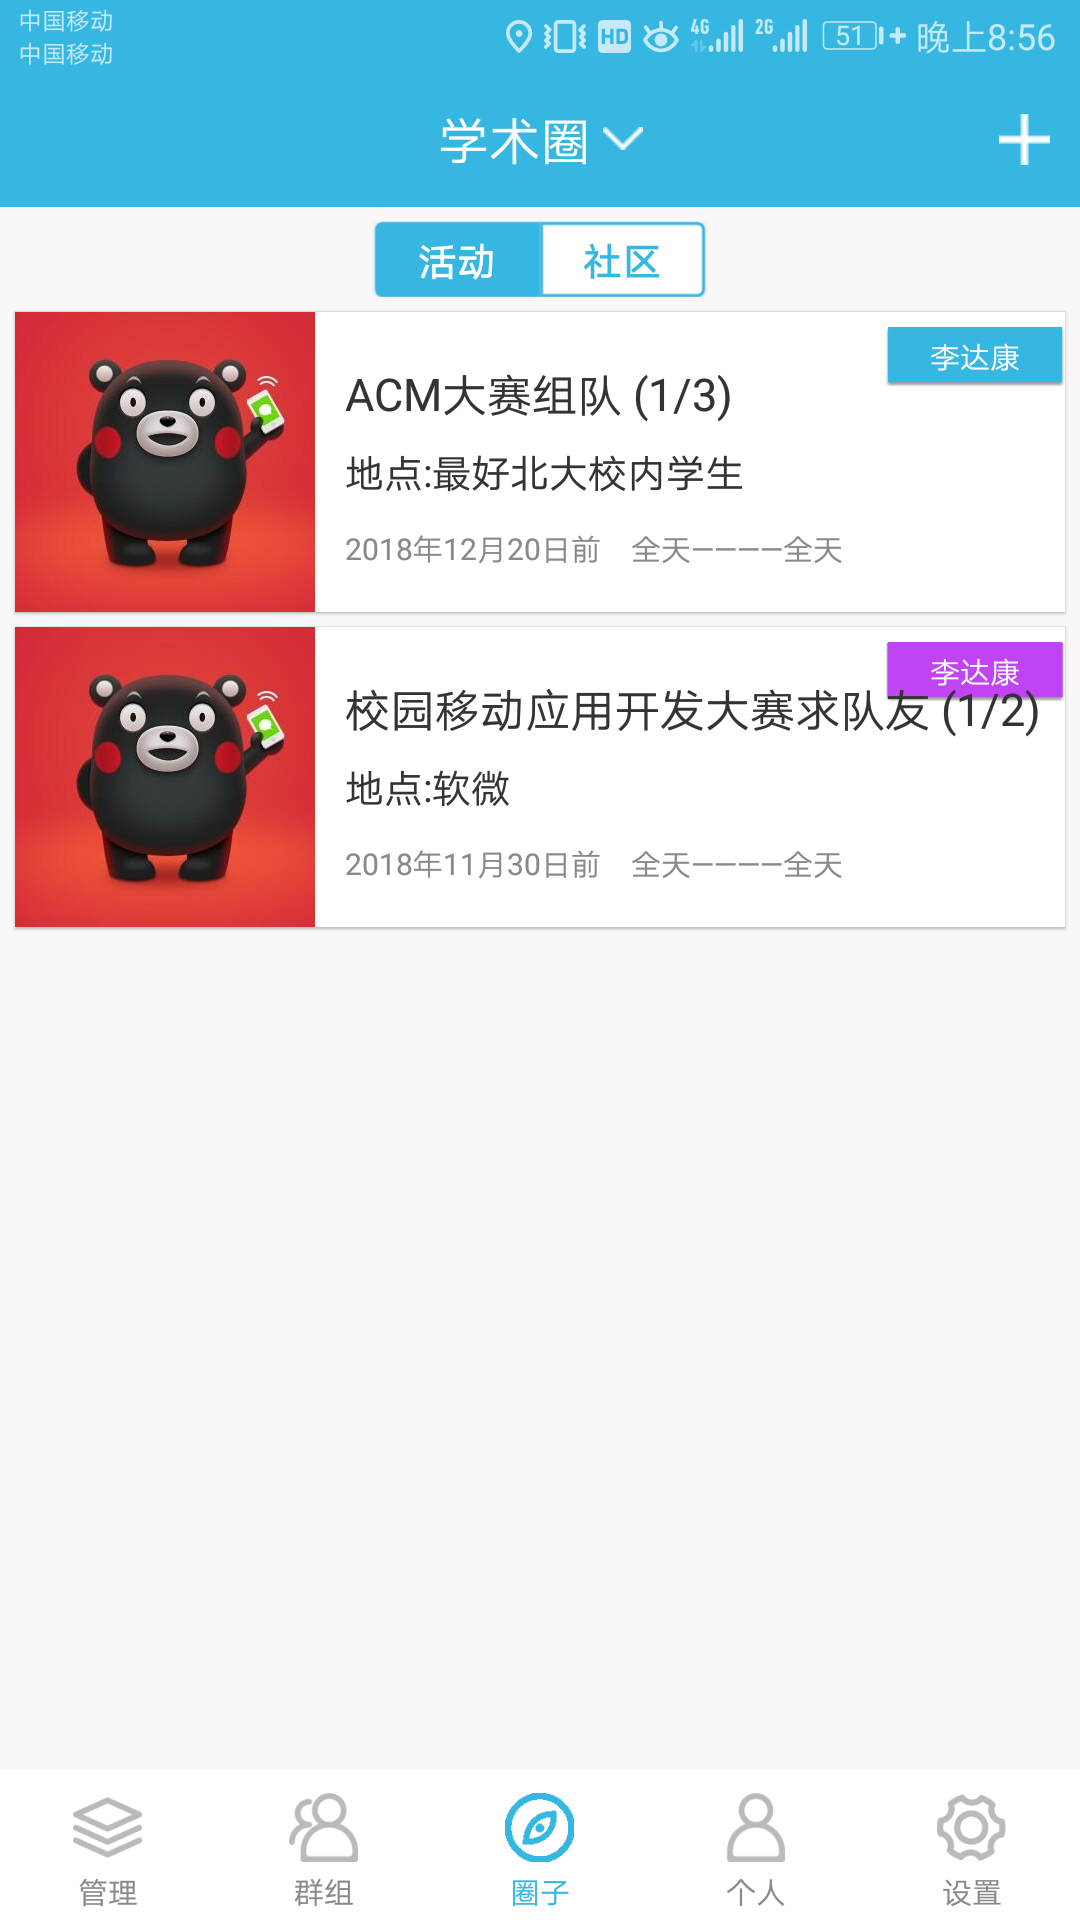 中国移动
中国移动
HD 4G 2G 51 晚上8:56
学术圈
活动 社区
李达康
ACM大赛组队 (1/3)
地点:最好北大校内学生
2018年12月20日前 全天————全天
李达康
校园移动应用开发大赛求队友 (1/2)
地点:软微
2018年11月30日前 全天————全天
管理 群组 圈子 个人 设置